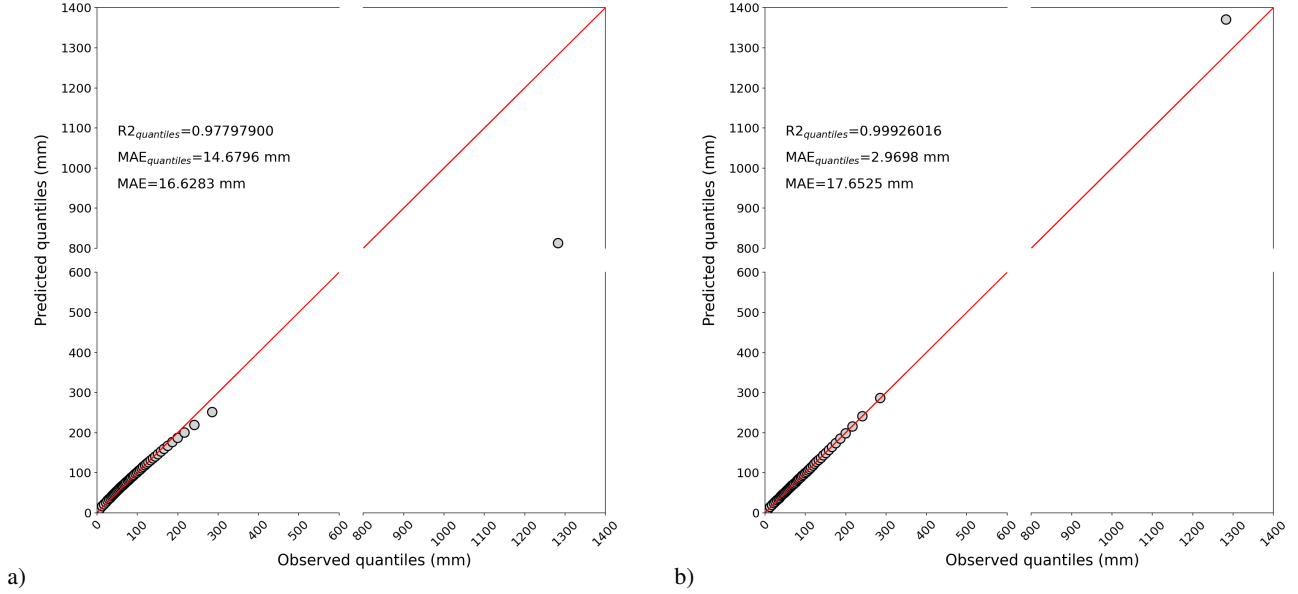 1400
1300
1200
1100
1000
900
800
600
500
400
300
200
100
0
Predicted quantiles (mm)
R2quantiles=0.97797900
MAEquantiles=14.6796 mm
MAE=16.6283 mm
0 100 200 300 400 500 600 800 900 1000 1100 1200 1300 1400
Observed quantiles (mm)
a)
1400
1300
1200
1100
1000
900
800
600
500
400
300
200
100
0
Predicted quantiles (mm)
R2quantiles=0.99926016
MAEquantiles=2.9698 mm
MAE=17.6525 mm
0 100 200 300 400 500 600 800 900 1000 1100 1200 1300 1400
Observed quantiles (mm)
b)